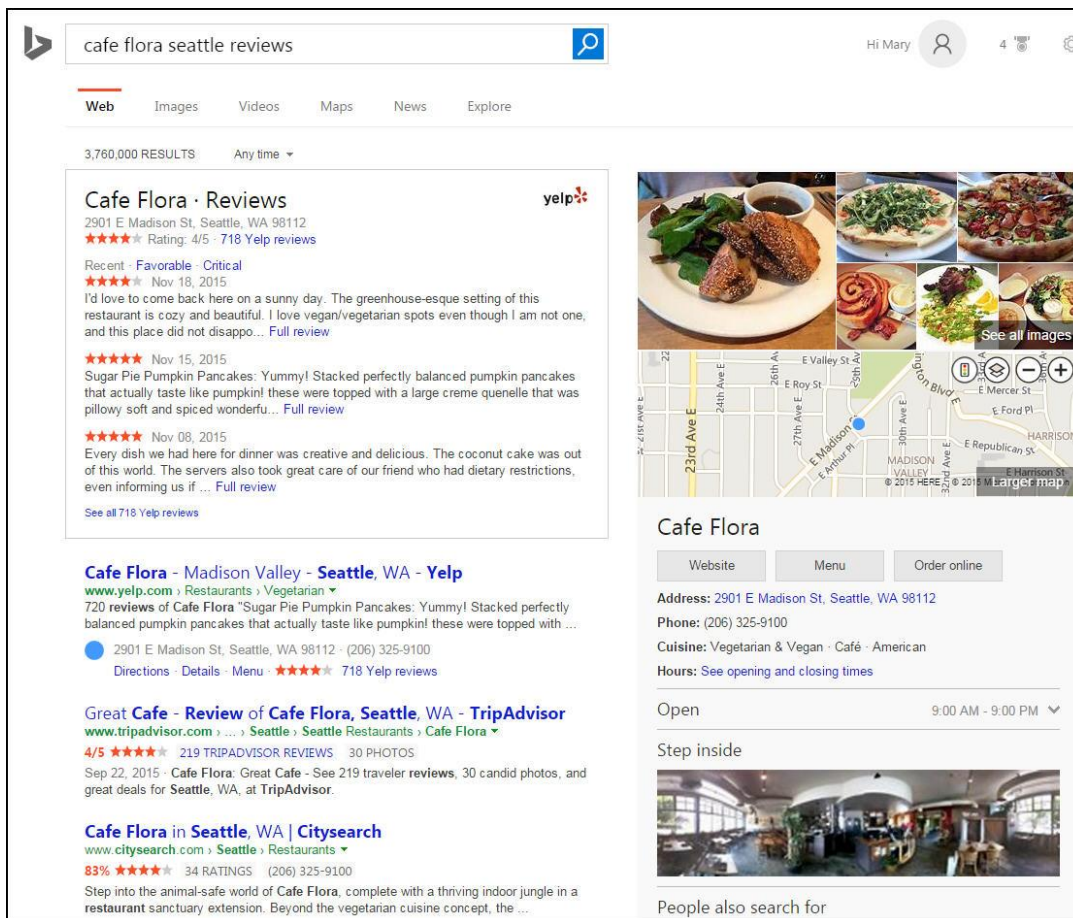 cafe flora seattle reviews
Hi Mary
4
Web Images Videos Maps News Explore
3,760,000 RESULTS Any time
Cafe Flora · Reviews
yelp
2901 E Madison St, Seattle, WA 98112
Rating: 4/5 · 718 Yelp reviews
Recent · Favorable · Critical
Nov 18, 2015
I'd love to come back here on a sunny day. The greenhouse-esque setting of this
restaurant is cozy and beautiful. I love vegan/vegetarian spots even though I am not one,
and this place did not disappo... Full review
Nov 15, 2015
Sugar Pie Pumpkin Pancakes: Yummy! Stacked perfectly balanced pumpkin pancakes
that actually taste like pumpkin! these were topped with a large creme quenelle that was
pillowy soft and spiced wonderfu... Full review
Nov 08, 2015
Every dish we had here for dinner was creative and delicious. The coconut cake was out
of this world. The servers also took great care of our friend who had dietary restrictions,
even informing us if ... Full review
See all 718 Yelp reviews
Cafe Flora - Madison Valley - Seattle, WA - Yelp
www.yelp.com › Restaurants › Vegetarian
720 reviews of Cafe Flora "Sugar Pie Pumpkin Pancakes: Yummy! Stacked perfectly
balanced pumpkin pancakes that actually taste like pumpkin! these were topped with ...
2901 E Madison St, Seattle, WA 98112 · (206) 325-9100
Directions · Details · Menu · 718 Yelp reviews
Great Cafe - Review of Cafe Flora, Seattle, WA - TripAdvisor
www.tripadvisor.com › ... › Seattle › Seattle Restaurants › Cafe Flora
4/5 219 TRIPADVISOR REVIEWS 30 PHOTOS
Sep 22, 2015 · Cafe Flora: Great Cafe - See 219 traveler reviews, 30 candid photos, and
great deals for Seattle, WA, at TripAdvisor.
Cafe Flora in Seattle, WA | Citysearch
www.citysearch.com › Seattle › Restaurants
83% 34 RATINGS (206) 325-9100
Step into the animal-safe world of Cafe Flora, complete with a thriving indoor jungle in a
restaurant sanctuary extension. Beyond the vegetarian cuisine concept, the ...
See all images
E Valley St
E Roy St
E Mercer St
E Ford Pl
HARRISON
E Republican St
E Harrison St
23rd Ave E
24th Ave E
26th Av
27th Ave E
29th Av
30th Ave E
32nd Ave E
21st Ave E
E Madison
E Arthur Pl
MADISON
VALLEY
© 2015 HERE
Larger map
Cafe Flora
Website Menu Order online
Address: 2901 E Madison St, Seattle, WA 98112
Phone: (206) 325-9100
Cuisine: Vegetarian & Vegan · Café · American
Hours: See opening and closing times
Open 9:00 AM - 9:00 PM
Step inside
People also search for